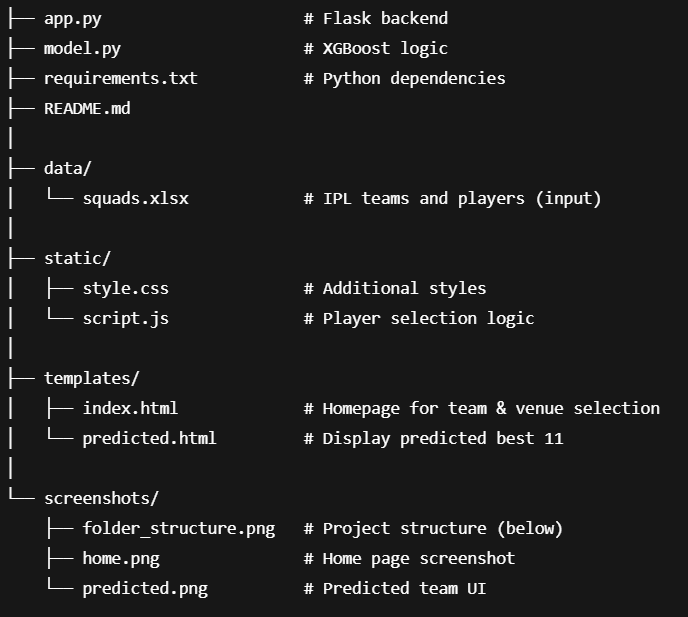 ├── app.py                     # Flask backend
├── model.py                   # XGBoost logic
├── requirements.txt           # Python dependencies
├── README.md
│
├── data/
│   └── squads.xlsx            # IPL teams and players (input)
│
├── static/
│   ├── style.css              # Additional styles
│   └── script.js              # Player selection logic
│
├── templates/
│   ├── index.html             # Homepage for team & venue selection
│   └── predicted.html         # Display predicted best 11
│
└── screenshots/
    ├── folder_structure.png   # Project structure (below)
    ├── home.png               # Home page screenshot
    └── predicted.png          # Predicted team UI